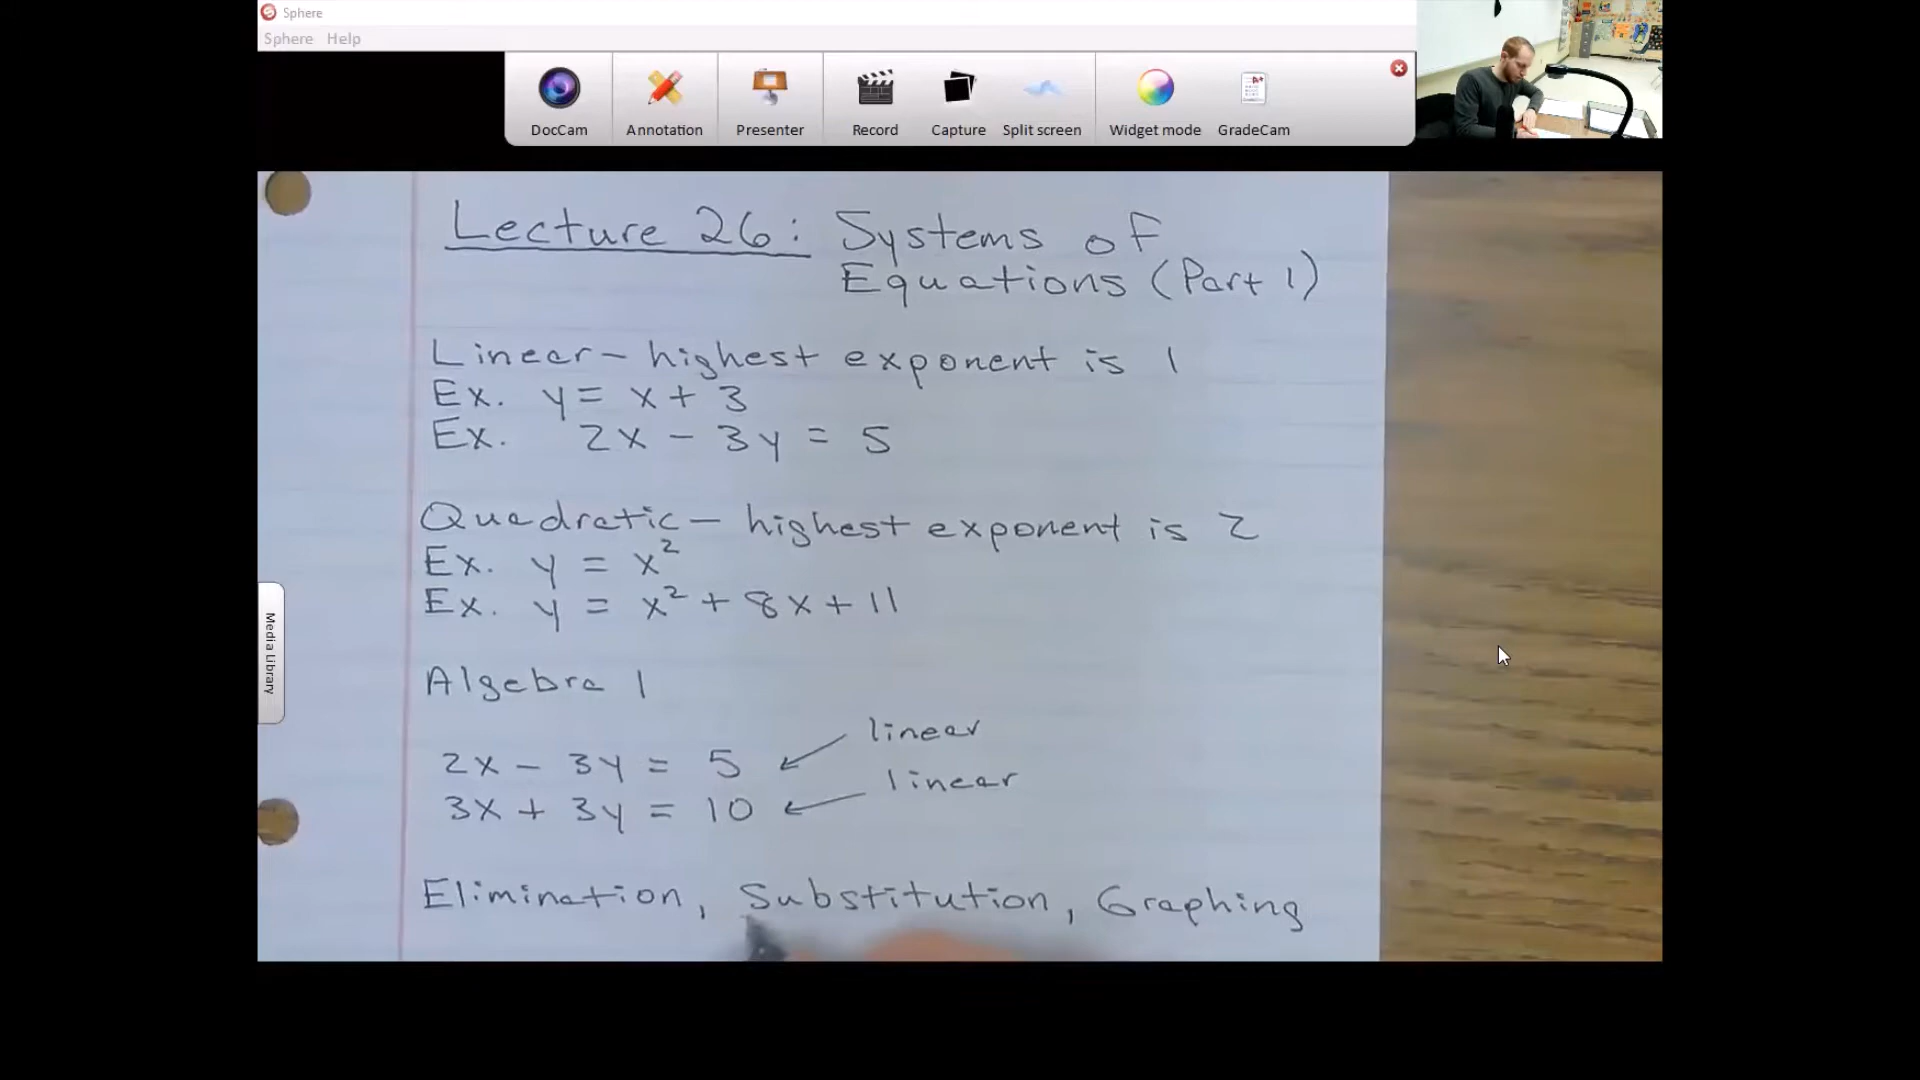 Sphere
Sphere Help
DocCam Annotation Presenter Record Capture Split screen Widget mode GradeCam
Lecture 26: Systems of
Equations (Part 1)
Linear - highest exponent is 1
Ex. y = x + 3
Ex. 2x - 3y = 5
Quadratic - highest exponent is 2
Ex. y = x²
Ex. y = x² + 8x + 11
Media Library
Algebra 1
linear
2x - 3y = 5
linear
3x + 3y = 10
Elimination, Substitution, Graphing